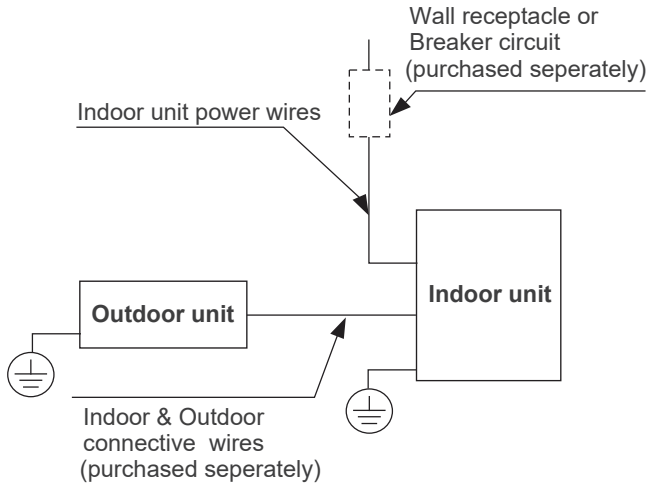 Wall receptacle or
Breaker circuit
(purchased seperately)
Indoor unit power wires
Indoor unit
Outdoor unit
Indoor & Outdoor
connective wires
(purchased seperately)